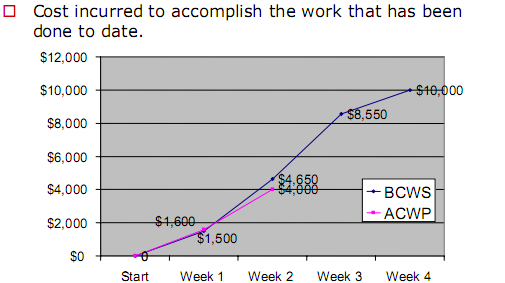 Cost incurred to accomplish the work that has been
done to date.
$12,000
$10,000
$10,000
$8,000
$8,550
$6,000
$4,000
$4,650
$4,000
BCWS
ACWP
$2,000
$1,600
$1,500
$0
0
Start Week 1 Week 2 Week 3 Week 4